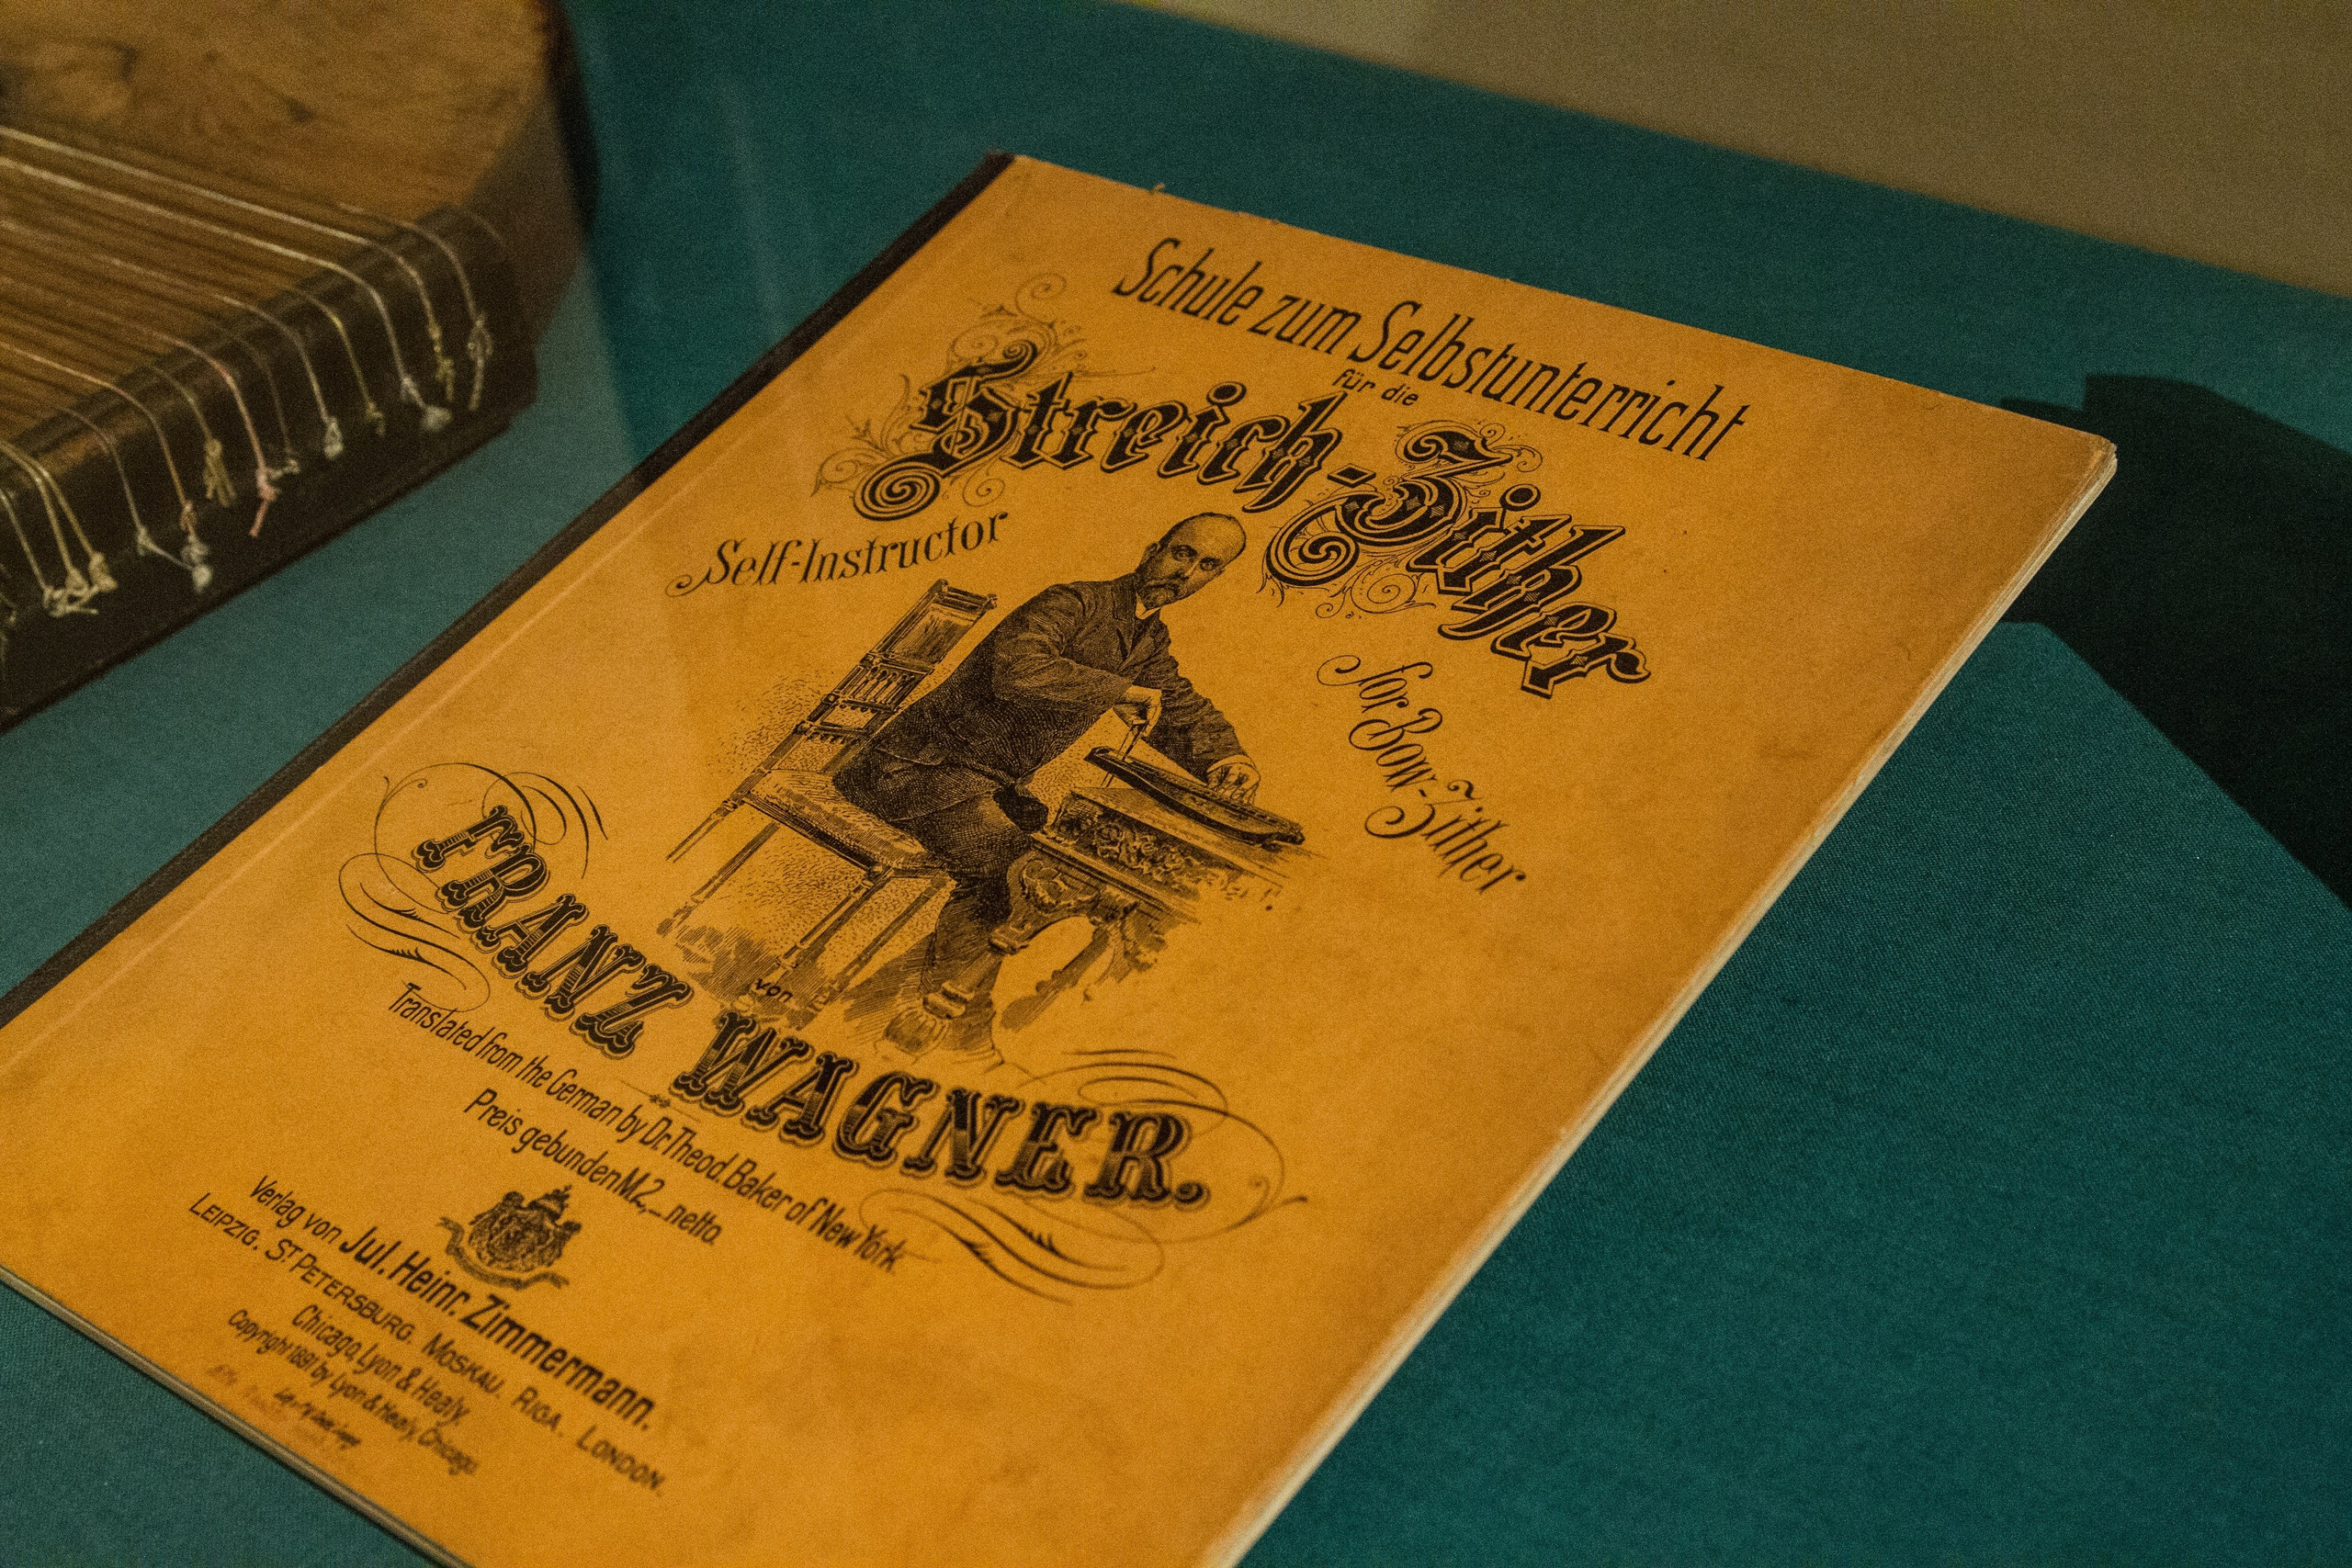 Schule zum Selbstunterricht
für die
Streich-Zither
Self-Instructor
for Bow-Zither
von
FRANZ WAGNER.
Translated from the German by Dr. Theod. Baker of New York
Preis gebunden M 2,_ netto.
Verlag von Jul. Heinr. Zimmermann.
LEIPZIG. ST PETERSBURG. MOSKAU. RIGA. LONDON.
Chicago, Lyon & Healy.
Copyright 1891 by Lyon & Healy, Chicago.